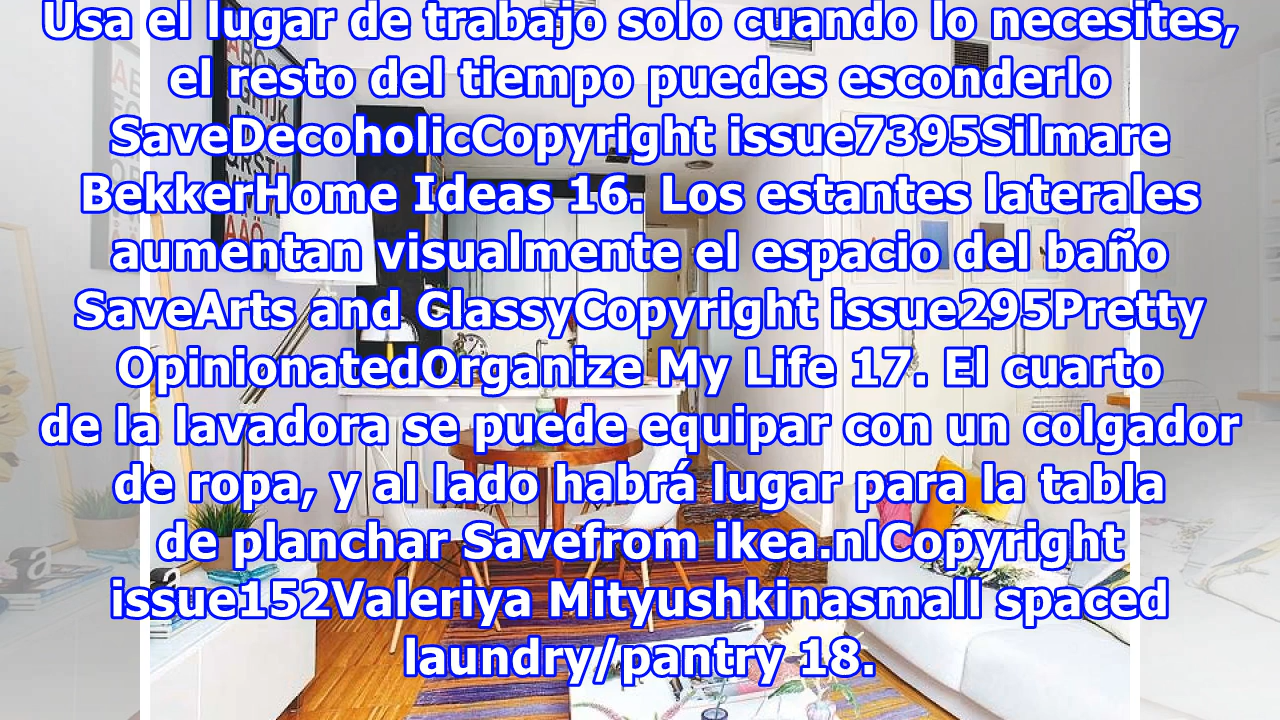 Usa el lugar de trabajo solo cuando lo necesites,
el resto del tiempo puedes esconderlo
SaveDecoholicCopyright issue7395Silmare
BekkerHome Ideas 16. Los estantes laterales
aumentan visualmente el espacio del baño
SaveArts and ClassyCopyright issue295Pretty
OpinionatedOrganize My Life 17. El cuarto
de la lavadora se puede equipar con un colgador
de ropa, y al lado habrá lugar para la tabla
de planchar Savefrom ikea.nlCopyright
issue152Valeriya Mityushkinasmall spaced
laundry/pantry 18.